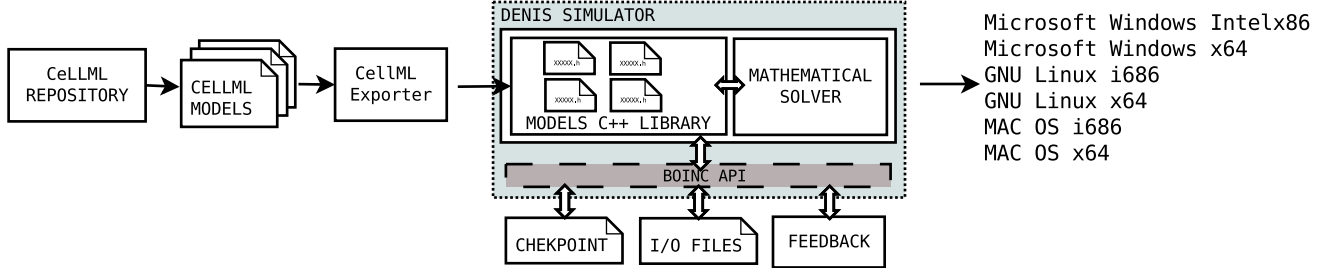 DENIS SIMULATOR
CeLLML
REPOSITORY
CELLML
MODELS
CellML
Exporter
XXXXX.h
XXXXX.h
XXXXX.h
XXXXX.h
MODELS C++ LIBRARY
MATHEMATICAL
SOLVER
BOINC API
CHEKPOINT
I/O FILES
FEEDBACK
Microsoft Windows Intelx86
Microsoft Windows x64
GNU Linux i686
GNU Linux x64
MAC OS i686
MAC OS x64